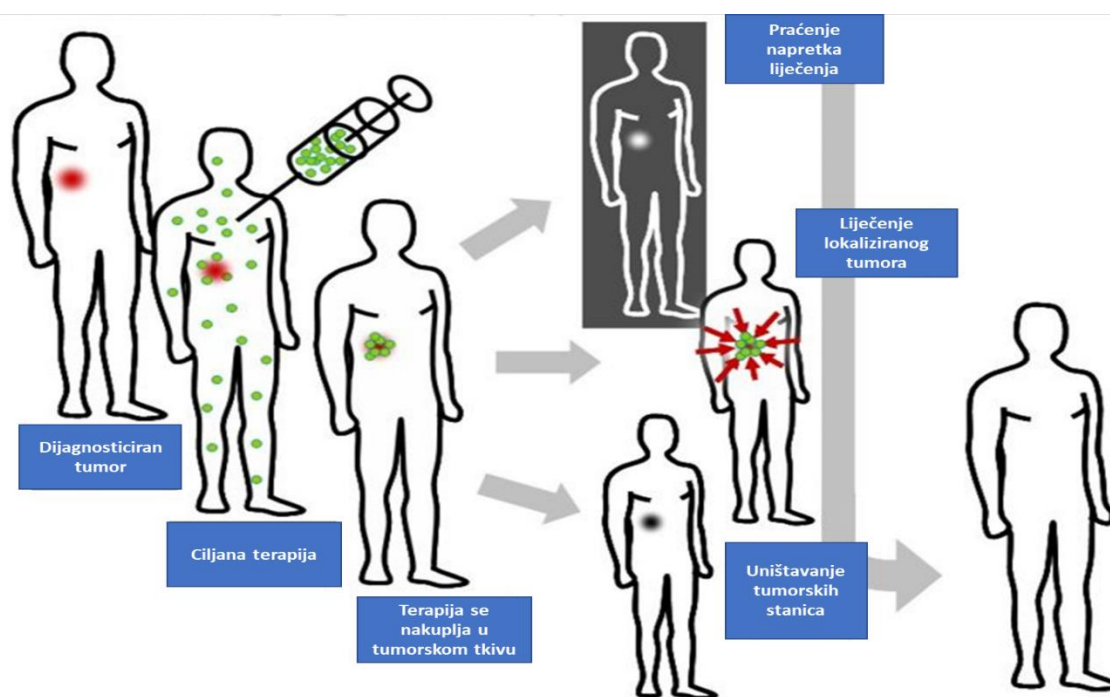 Dijagnosticiran
tumor
Ciljana terapija
Terapija se
nakuplja u
tumorskom tkivu
Praćenje
napretka
liječenja
Liječenje
lokaliziranog
tumora
Uništavanje
tumorskih
stanica